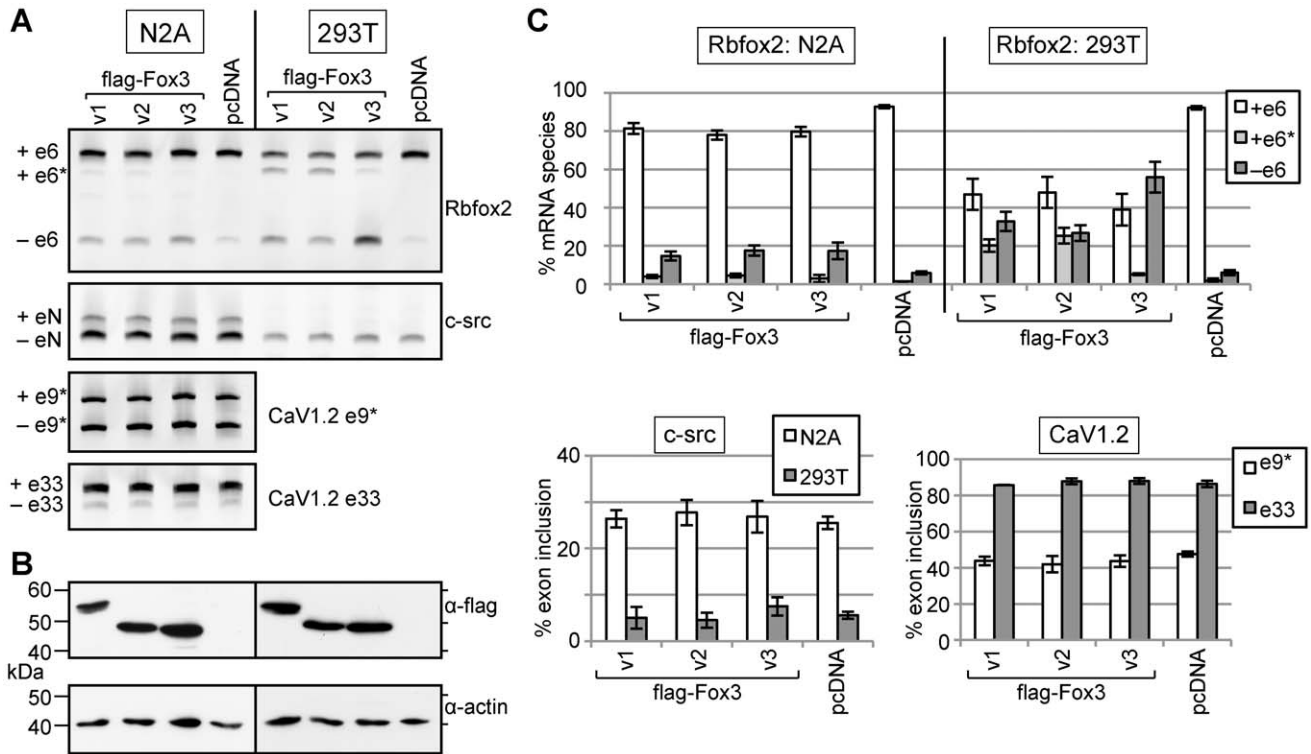 A
N2A
293T
flag-Fox3
flag-Fox3
v1
v2
v3
pcDNA
v1
v2
v3
pcDNA
+ e6
+ e6*
– e6
Rbfox2
+ eN
– eN
c-src
+ e9*
– e9*
CaV1.2 e9*
+ e33
– e33
CaV1.2 e33
B
60
50
40
kDa
α-flag
50
40
α-actin
C
Rbfox2: N2A
Rbfox2: 293T
% mRNA species
100
80
60
40
20
0
+e6
+e6*
–e6
v1
v2
v3
pcDNA
flag-Fox3
v1
v2
v3
pcDNA
flag-Fox3
c-src
N2A
293T
% exon inclusion
40
20
0
v1
v2
v3
pcDNA
flag-Fox3
CaV1.2
e9*
e33
% exon inclusion
100
80
60
40
20
0
v1
v2
v3
pcDNA
flag-Fox3